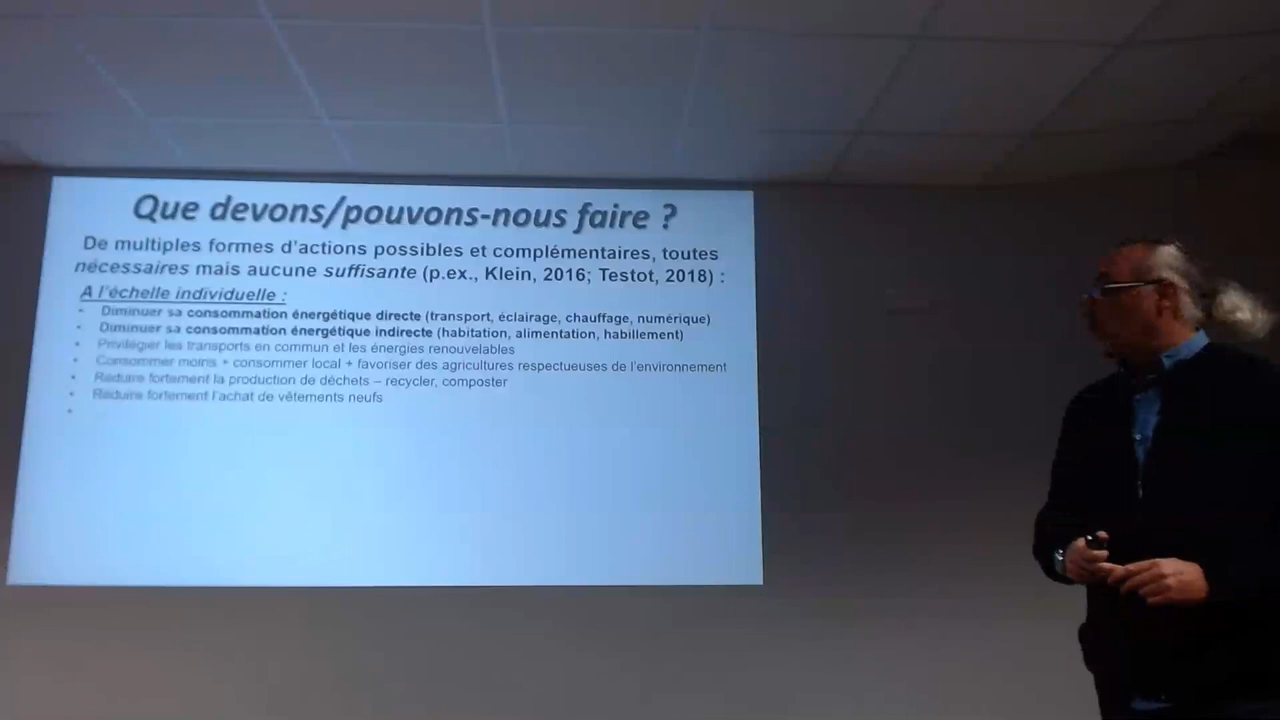 Que devons/pouvons-nous faire ?
De multiples formes d'actions possibles et complémentaires, toutes
nécessaires mais aucune suffisante (p.ex., Klein, 2016; Testot, 2018) :
A l'échelle individuelle :
• Diminuer sa consommation énergétique directe (transport, éclairage, chauffage, numérique)
• Diminuer sa consommation énergétique indirecte (habitation, alimentation, habillement)
• Privilégier les transports en commun et les énergies renouvelables
• Consommer moins + consommer local + favoriser des agricultures respectueuses de l'environnement
• Réduire fortement la production de déchets – recycler, composter
• Réduire fortement l'achat de vêtements neufs
•